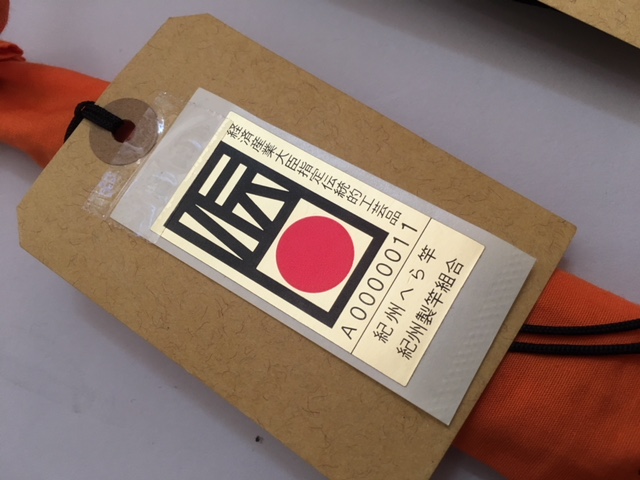 経済産業大臣指定伝統的工芸品
伝
A0000011
紀州へら竿
紀州製竿組合